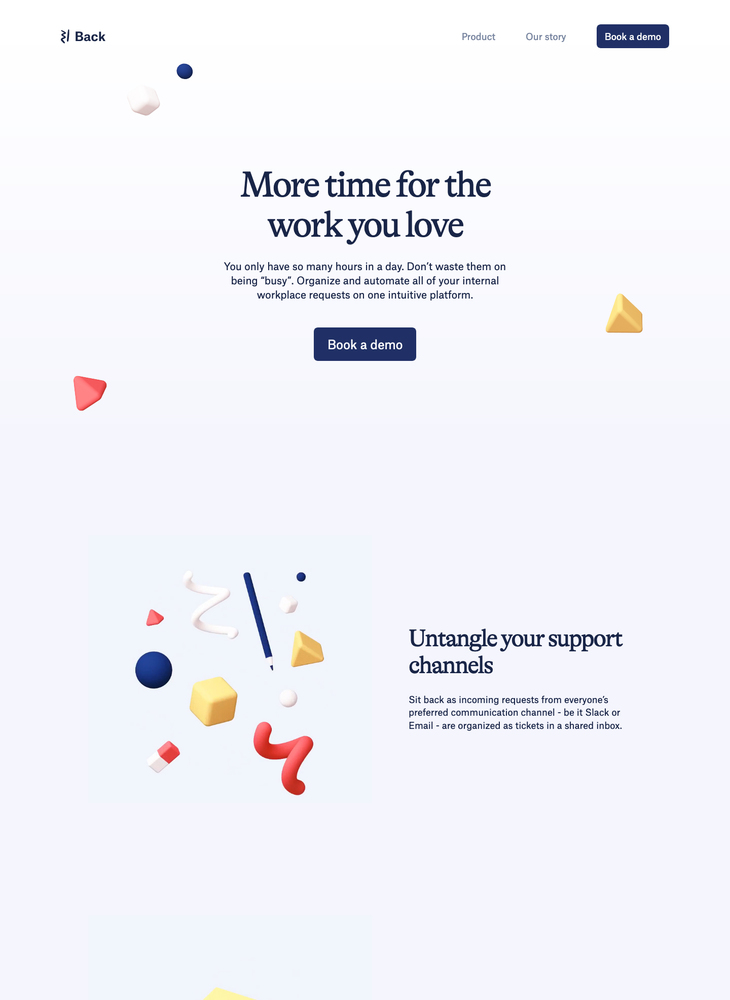 Back
Product
Our story
Book a demo
More time for the
work you love
You only have so many hours in a day. Don’t waste them on
being “busy”. Organize and automate all of your internal
workplace requests on one intuitive platform.
Book a demo
Untangle your support
channels
Sit back as incoming requests from everyone’s
preferred communication channel - be it Slack or
Email - are organized as tickets in a shared inbox.